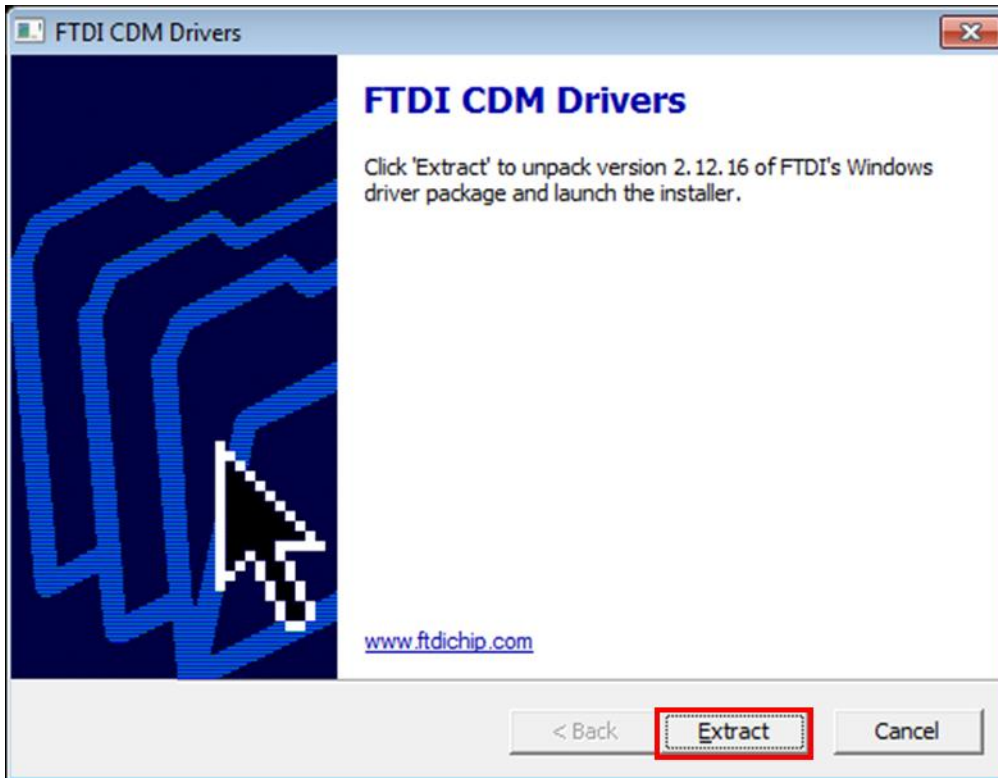 FTDI CDM Drivers
FTDI CDM Drivers
Click 'Extract' to unpack version 2.12.16 of FTDI's Windows
driver package and launch the installer.
www.ftdichip.com
< Back Extract Cancel